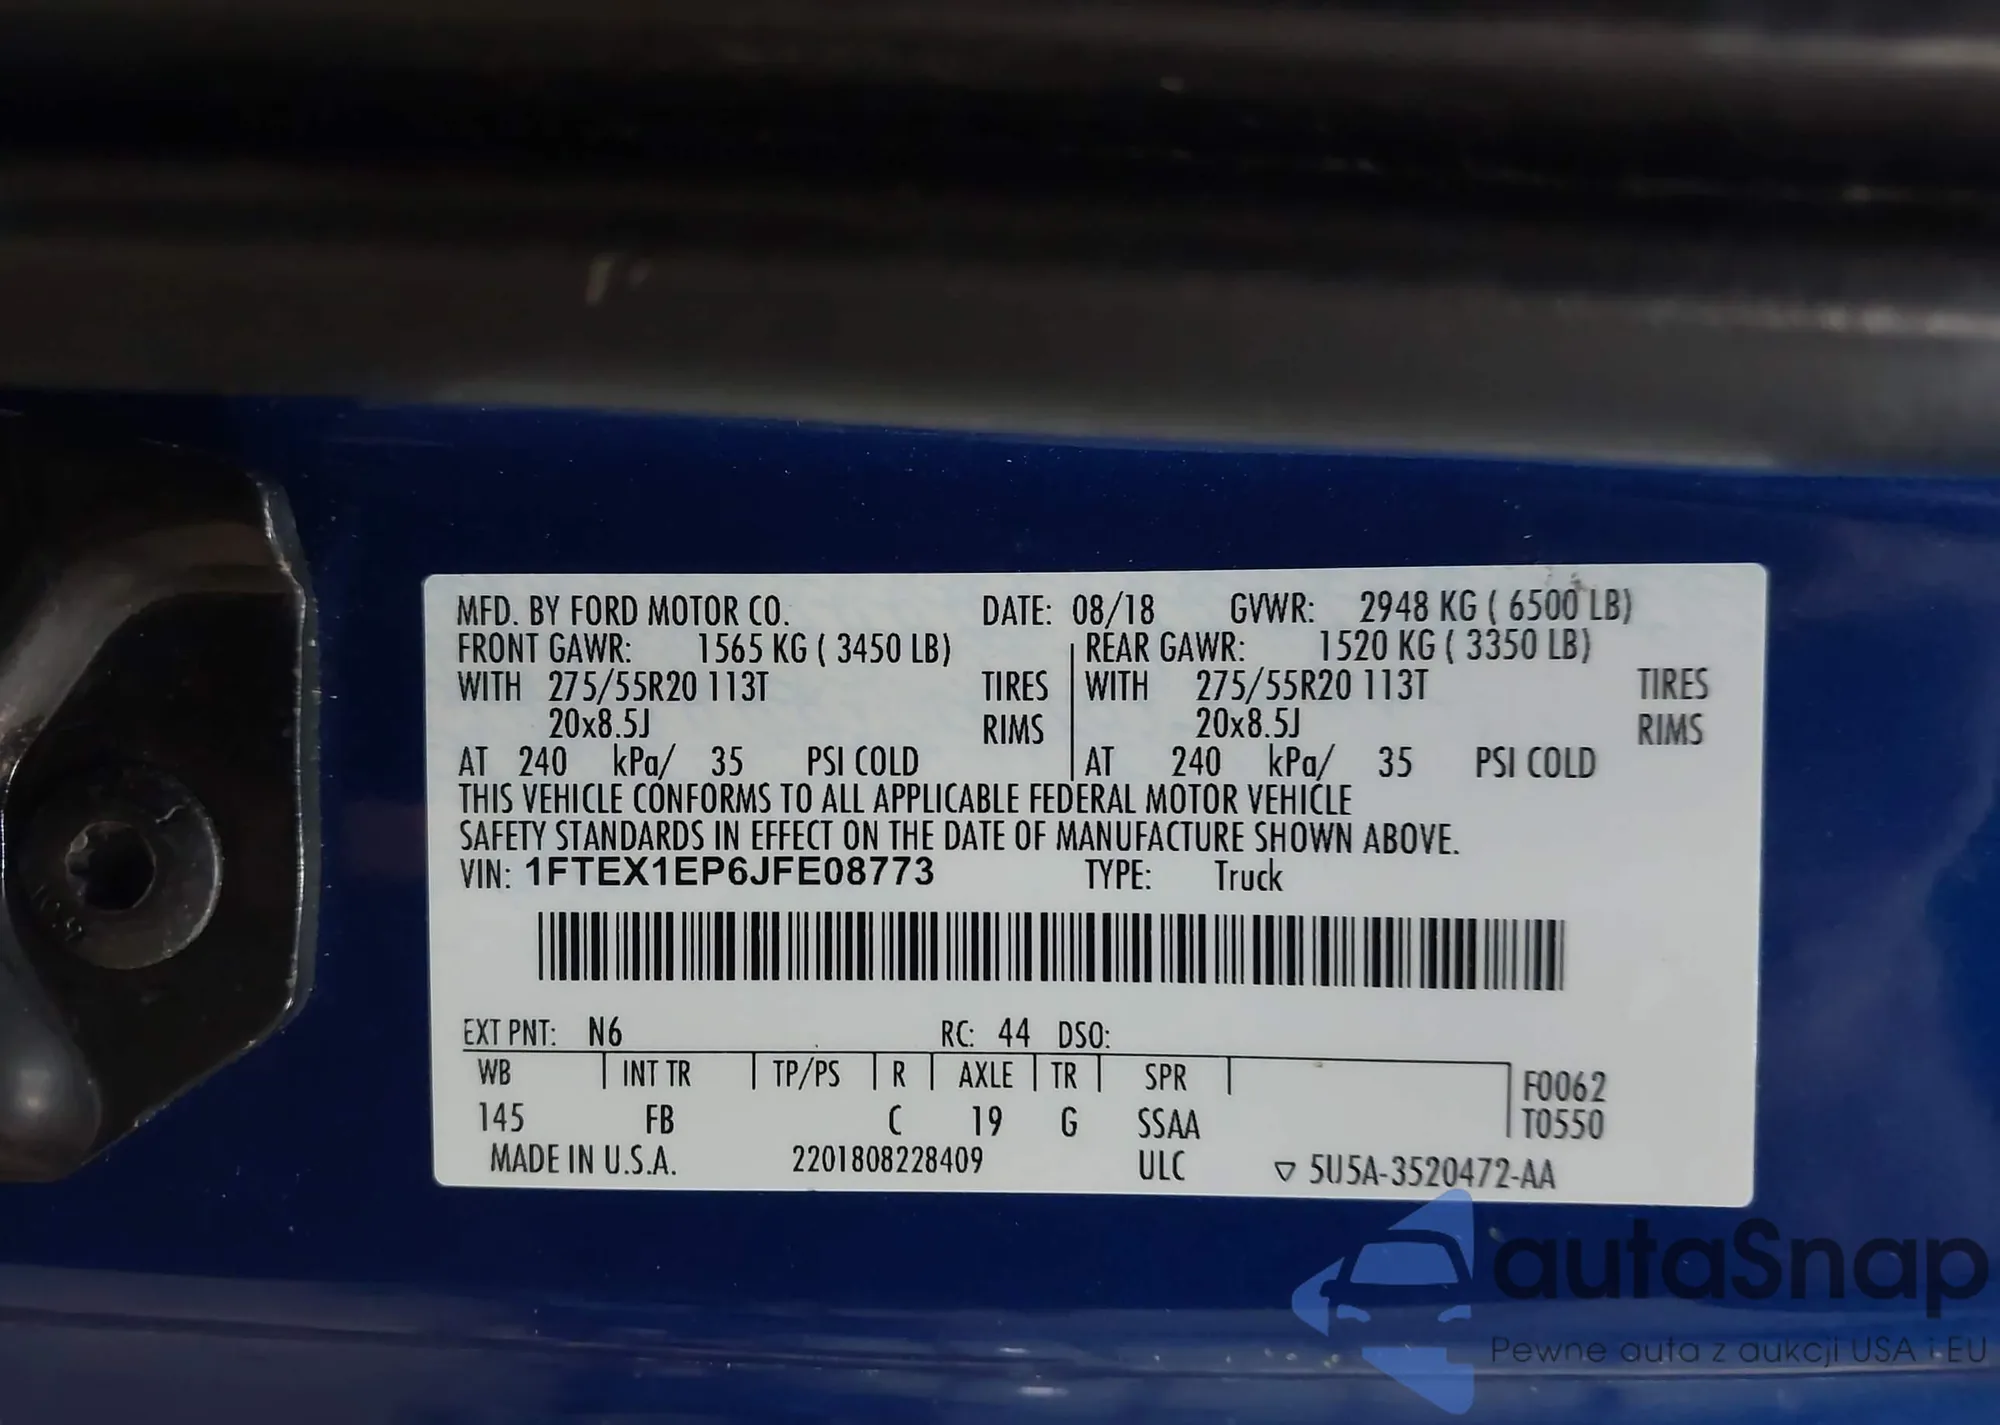 MFD. BY FORD MOTOR CO. DATE: 08/18 GVWR: 2948 KG ( 6500 LB)
FRONT GAWR: 1565 KG ( 3450 LB) REAR GAWR: 1520 KG ( 3350 LB)
WITH 275/55R20 113T TIRES WITH 275/55R20 113T TIRES
20x8.5J RIMS 20x8.5J RIMS
AT 240 kPa/ 35 PSI COLD AT 240 kPa/ 35 PSI COLD
THIS VEHICLE CONFORMS TO ALL APPLICABLE FEDERAL MOTOR VEHICLE
SAFETY STANDARDS IN EFFECT ON THE DATE OF MANUFACTURE SHOWN ABOVE.
VIN: 1FTEX1EP6JFE08773 TYPE: Truck
EXT PNT: N6 RC: 44 DSO:
WB INT TR TP/PS R AXLE TR SPR F0062
145 FB C 19 G SSAA T0550
MADE IN U.S.A. 2201808228409 ULC ▽ 5U5A-3520472-AA
autaSnap
Pewne auta z aukcji USA i EU